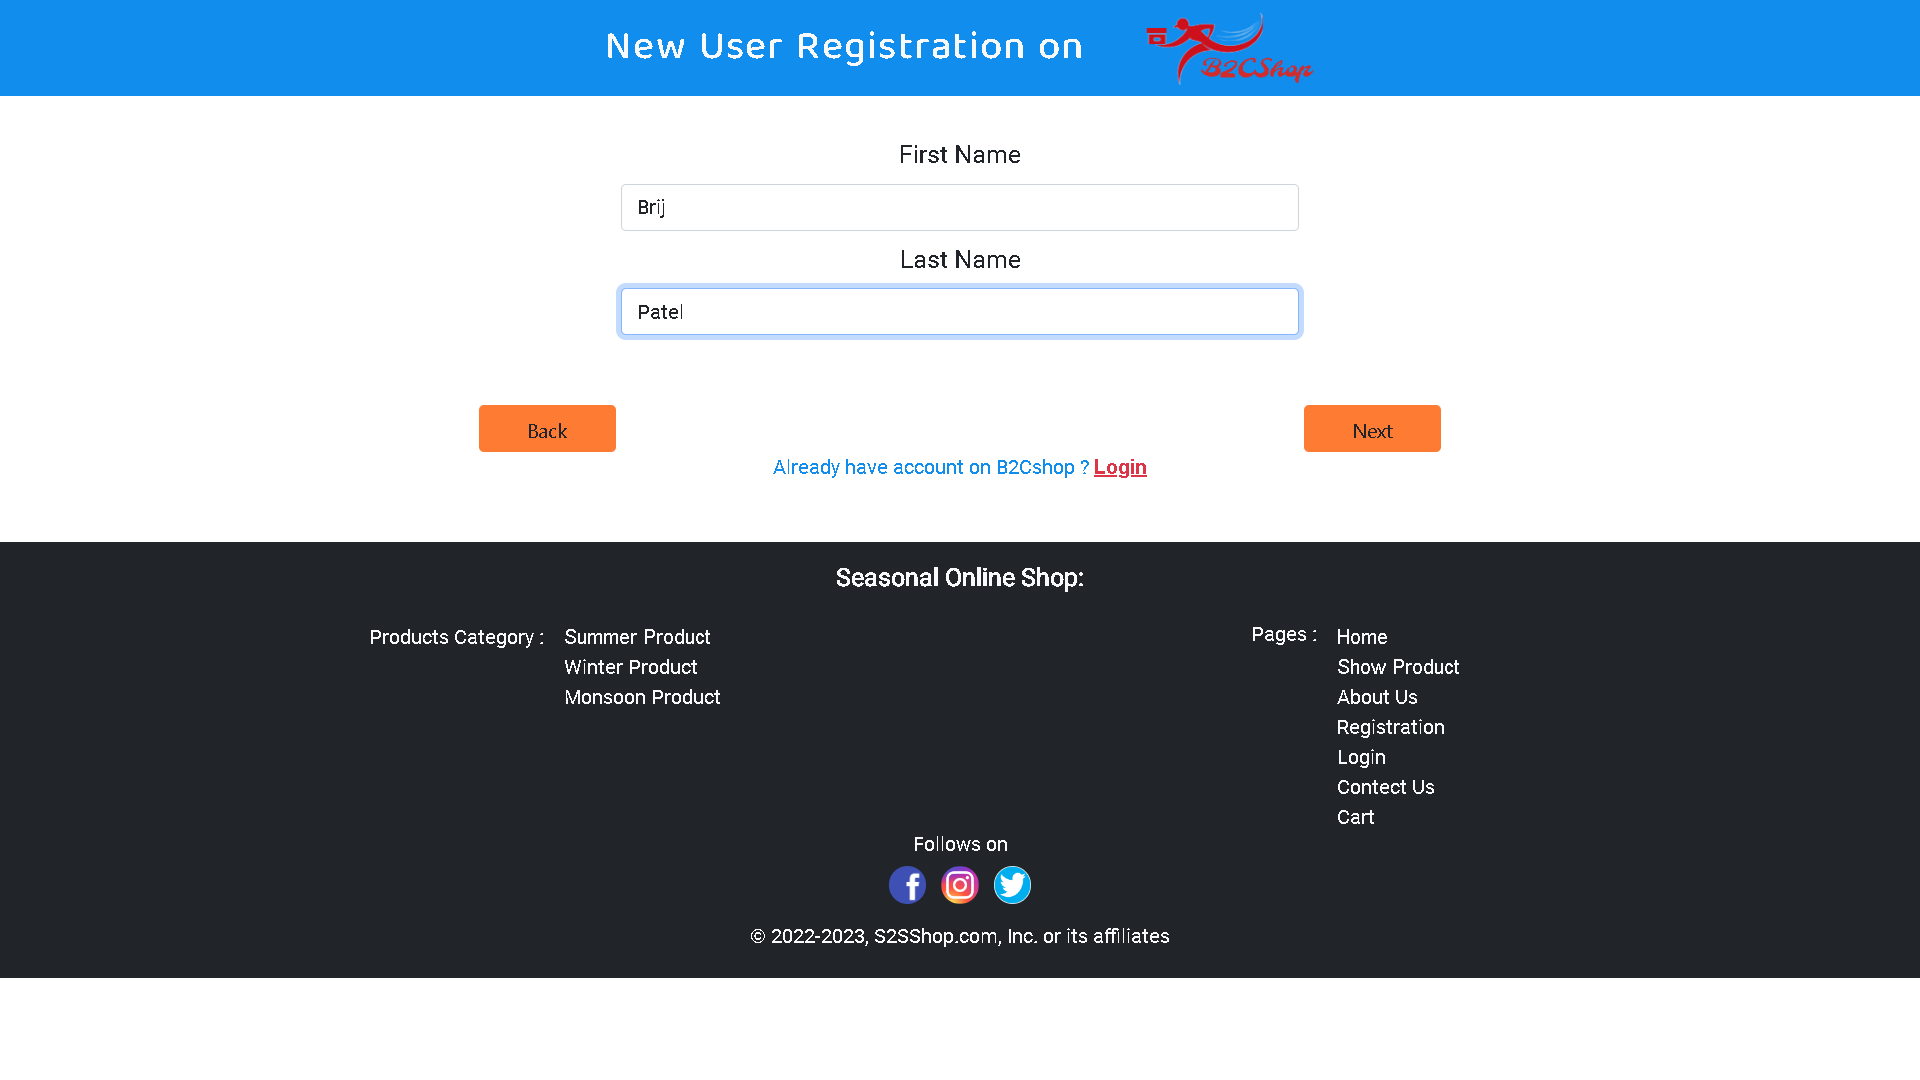 New User Registration on
B2CShop
First Name
Brij
Last Name
Patel
Back
Next
Already have account on B2Cshop ? Login
Seasonal Online Shop:
Products Category :
Summer Product
Winter Product
Monsoon Product
Pages :
Home
Show Product
About Us
Registration
Login
Contect Us
Cart
Follows on
© 2022-2023, S2SShop.com, Inc. or its affiliates